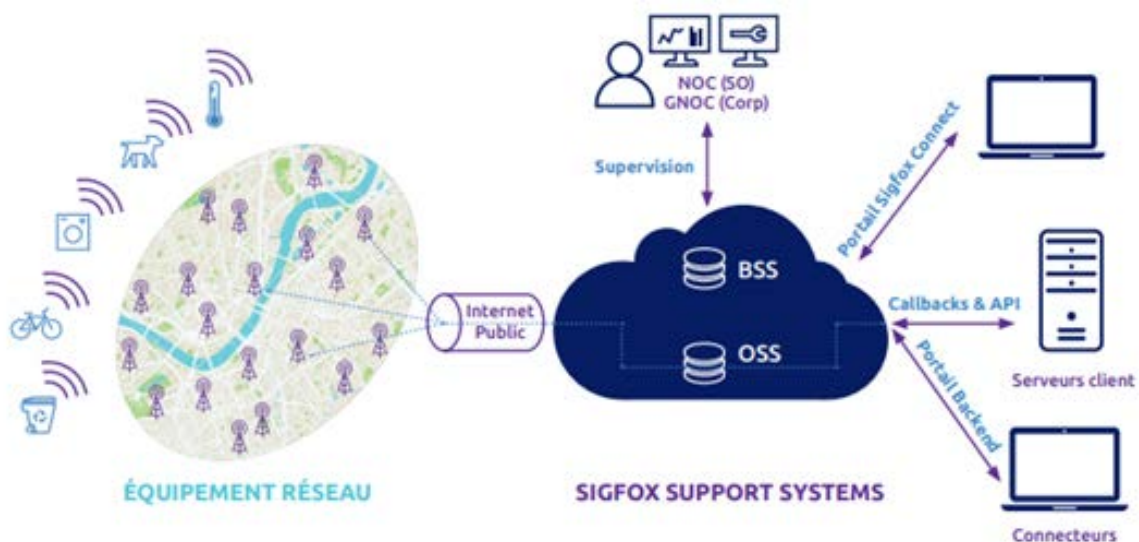 NOC (SO)
GNOC (Corp)
Supervision
Portail Sigfox Connect
BSS
Internet
Public
Callbacks & API
OSS
Portail Backend
Serveurs client
ÉQUIPEMENT RÉSEAU
SIGFOX SUPPORT SYSTEMS
Connecteurs